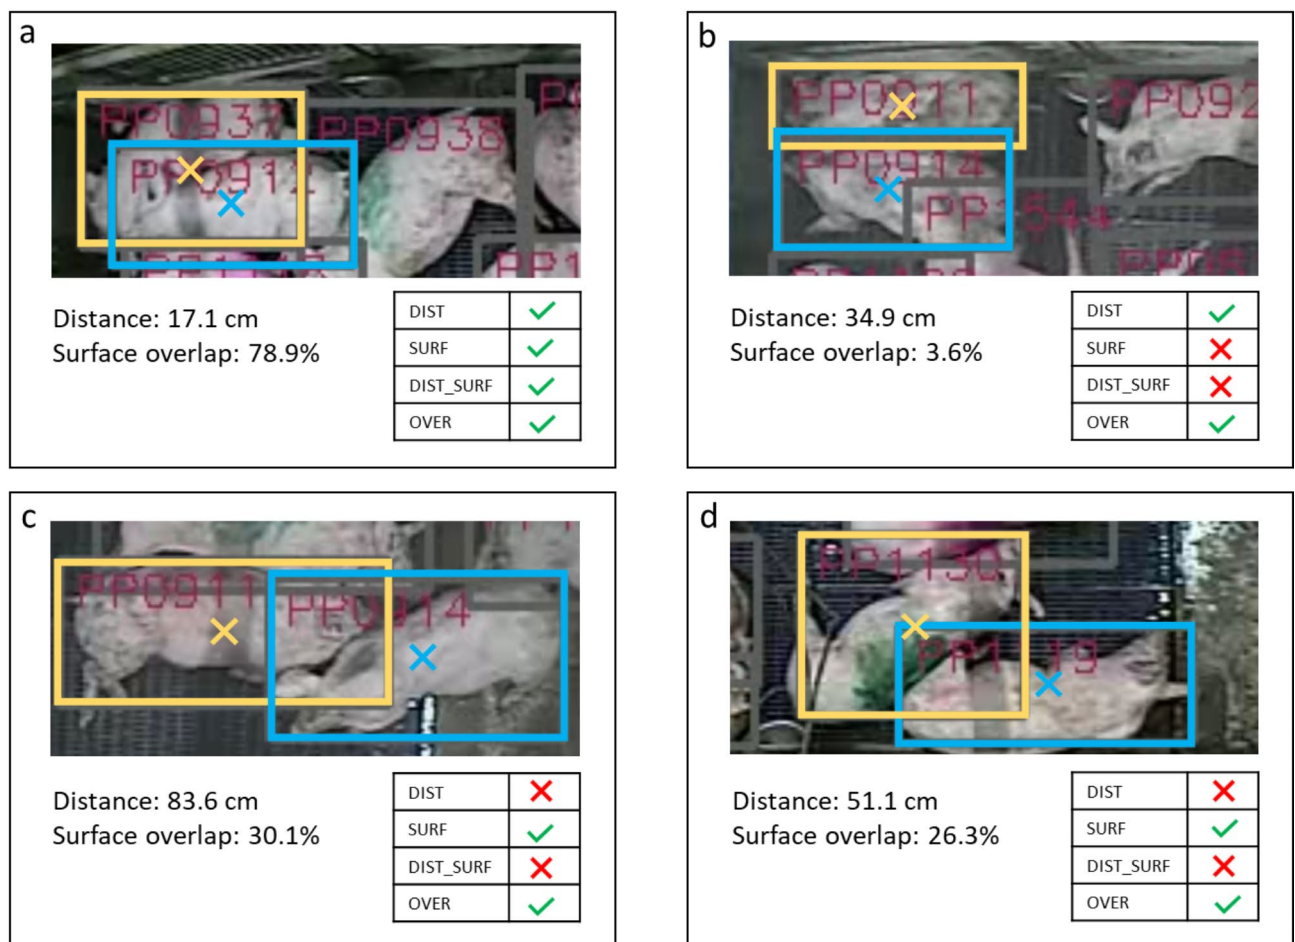 a
PP0937
PP0938
PP0912
Distance: 17.1 cm
Surface overlap: 78.9%
DIST
SURF
DIST_SURF
OVER
b
PP0911
PP092
PP0914
PP1544
Distance: 34.9 cm
Surface overlap: 3.6%
DIST
SURF
DIST_SURF
OVER
c
PP0911
PP0914
Distance: 83.6 cm
Surface overlap: 30.1%
DIST
SURF
DIST_SURF
OVER
d
PP1130
Distance: 51.1 cm
Surface overlap: 26.3%
DIST
SURF
DIST_SURF
OVER